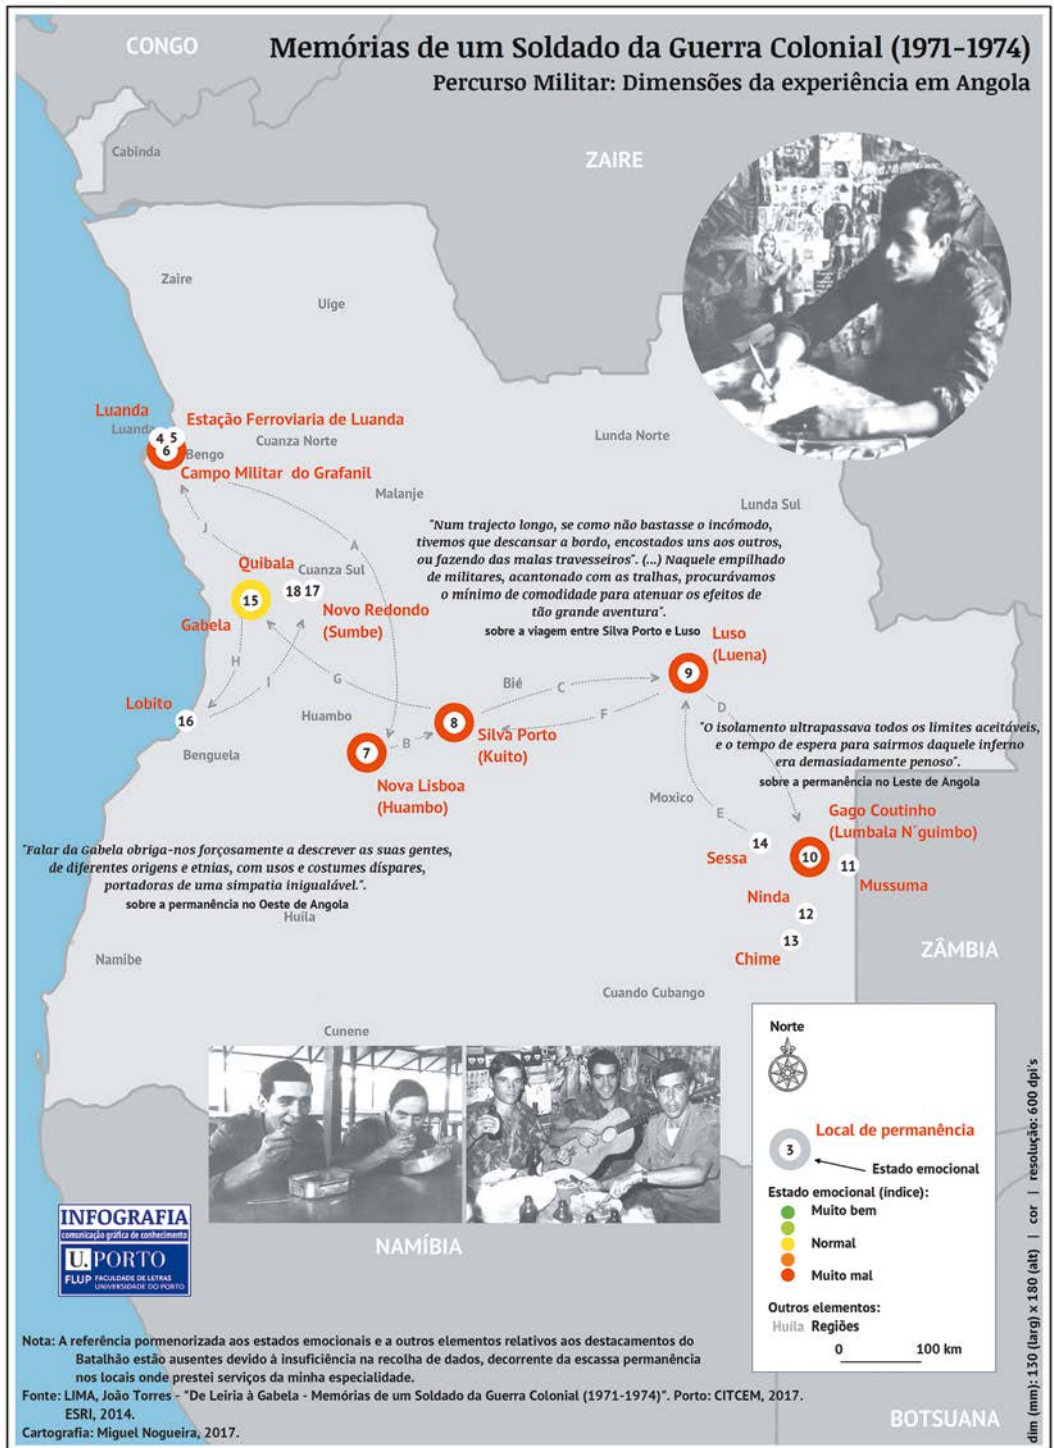 CONGO
Memórias de um Soldado da Guerra Colonial (1971-1974)
Percurso Militar: Dimensões da experiência em Angola
Cabinda
ZAIRE
Zaire
Uíge
Luanda
Estação Ferroviaria de Luanda
Luanda
4 5
6
Bengo
Cuanza Norte
Lunda Norte
Campo Militar do Grafanil
Malanje
Lunda Sul
J
A
"Num trajecto longo, se como não bastasse o incómodo,
tivemos que descansar a bordo, encostados uns aos outros,
ou fazendo das malas travesseiros". (...) Naquele empilhado
de militares, acantonado com as tralhas, procurávamos
o mínimo de comodidade para atenuar os efeitos de
tão grande aventura".
sobre a viagem entre Silva Porto e Luso
Quibala
Cuanza Sul
15
18 17
Gabela
Novo Redondo
(Sumbe)
Luso
(Luena)
9
H
I
G
Bié
C
F
D
Lobito
16
Huambo
8
Silva Porto
(Kuito)
Benguela
7
B
Nova Lisboa
(Huambo)
"O isolamento ultrapassava todos os limites aceitáveis,
e o tempo de espera para sairmos daquele inferno
era demasiadamente penoso".
sobre a permanência no Leste de Angola
Moxico
E
Gago Coutinho
(Lumbala N´guimbo)
14
Sessa
10
11
Mussuma
Ninda
12
13
Chime
"Falar da Gabela obriga-nos forçosamente a descrever as suas gentes,
de diferentes origens e etnias, com usos e costumes díspares,
portadoras de uma simpatia inigualável.".
sobre a permanência no Oeste de Angola
Huíla
Namibe
ZÂMBIA
Cuando Cubango
Cunene
Norte
3
Local de permanência
Estado emocional
Estado emocional (índice):
Muito bem
Normal
Muito mal
Outros elementos:
Huíla Regiões
0 100 km
NAMÍBIA
BOTSUANA
INFOGRAFIA
comunicação gráfica de conhecimento
U. PORTO
FLUP FACULDADE DE LETRAS
UNIVERSIDADE DO PORTO
Nota: A referência pormenorizada aos estados emocionais e a outros elementos relativos aos destacamentos do
Batalhão estão ausentes devido à insuficiência na recolha de dados, decorrente da escassa permanência
nos locais onde prestei serviços da minha especialidade.
Fonte: LIMA, João Torres - "De Leiria à Gabela - Memórias de um Soldado da Guerra Colonial (1971-1974)". Porto: CITCEM, 2017.
ESRI, 2014.
Cartografia: Miguel Nogueira, 2017.
dim (mm): 130 (larg) x 180 (alt) | cor | resolução: 600 dpi's